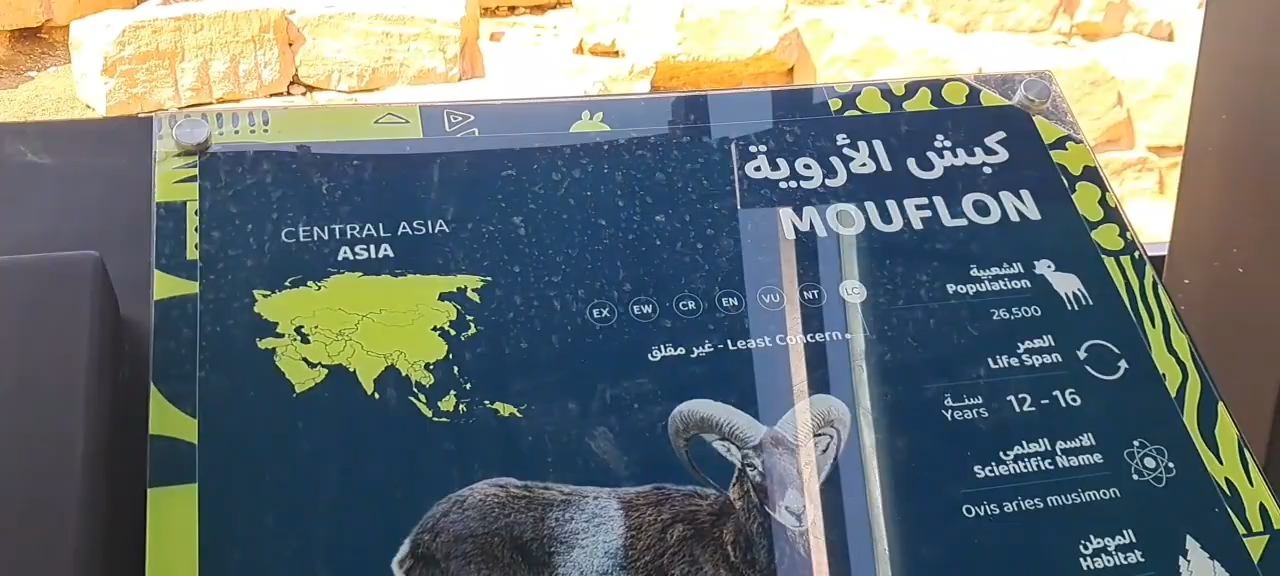 كبش الأروية
MOUFLON
CENTRAL ASIA
ASIA
EX EW CR EN VU NT LC
غير مقلق - Least Concern
الشعبية
Population
26,500
العمر
Life Span
سنة
Years
12 - 16
الاسم العلمي
Scientific Name
Ovis aries musimon
الموطن
Habitat